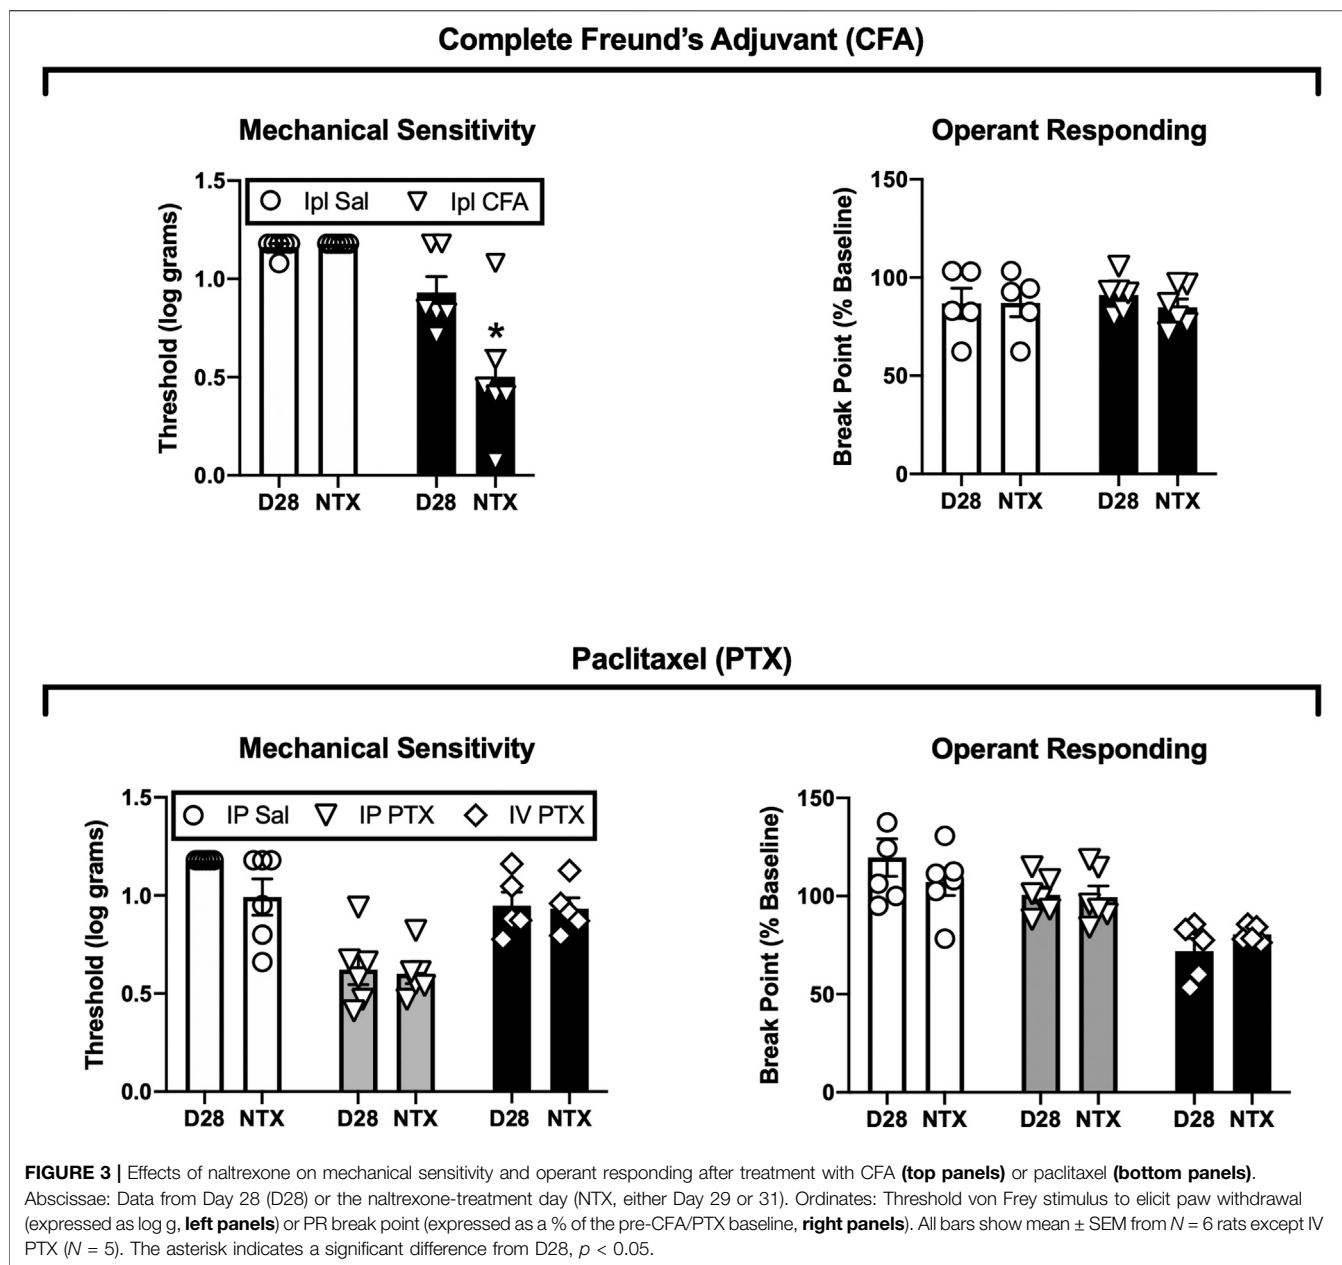 Complete Freund's Adjuvant (CFA)
Mechanical Sensitivity
Ipl Sal Ipl CFA
Threshold (log grams)
1.5
1.0
0.5
0.0
*
D28 NTX D28 NTX
Operant Responding
Break Point (% Baseline)
150
100
50
0
D28 NTX D28 NTX
Paclitaxel (PTX)
Mechanical Sensitivity
IP Sal IP PTX IV PTX
Threshold (log grams)
1.5
1.0
0.5
0.0
D28 NTX D28 NTX D28 NTX
Operant Responding
Break Point (% Baseline)
150
100
50
0
D28 NTX D28 NTX D28 NTX
FIGURE 3 | Effects of naltrexone on mechanical sensitivity and operant responding after treatment with CFA (top panels) or paclitaxel (bottom panels).
Abscissae: Data from Day 28 (D28) or the naltrexone-treatment day (NTX, either Day 29 or 31). Ordinates: Threshold von Frey stimulus to elicit paw withdrawal
(expressed as log g, left panels) or PR break point (expressed as a % of the pre-CFA/PTX baseline, right panels). All bars show mean ± SEM from N = 6 rats except IV
PTX (N = 5). The asterisk indicates a significant difference from D28, p < 0.05.